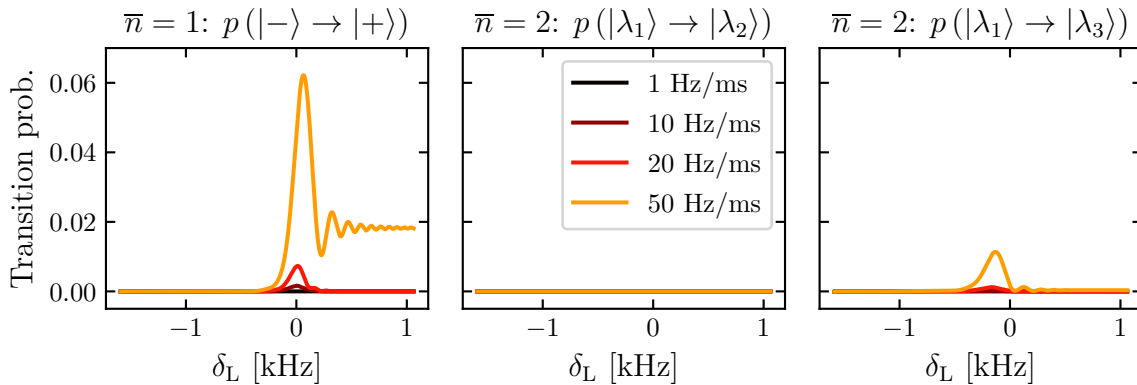 n̅ = 1: p (|−⟩ → |+⟩)
n̅ = 2: p (|λ₁⟩ → |λ₂⟩)
n̅ = 2: p (|λ₁⟩ → |λ₃⟩)
Transition prob.
0.06
0.04
0.02
0.00
1 Hz/ms
10 Hz/ms
20 Hz/ms
50 Hz/ms
−1 0 1
−1 0 1
−1 0 1
δL [kHz]
δL [kHz]
δL [kHz]